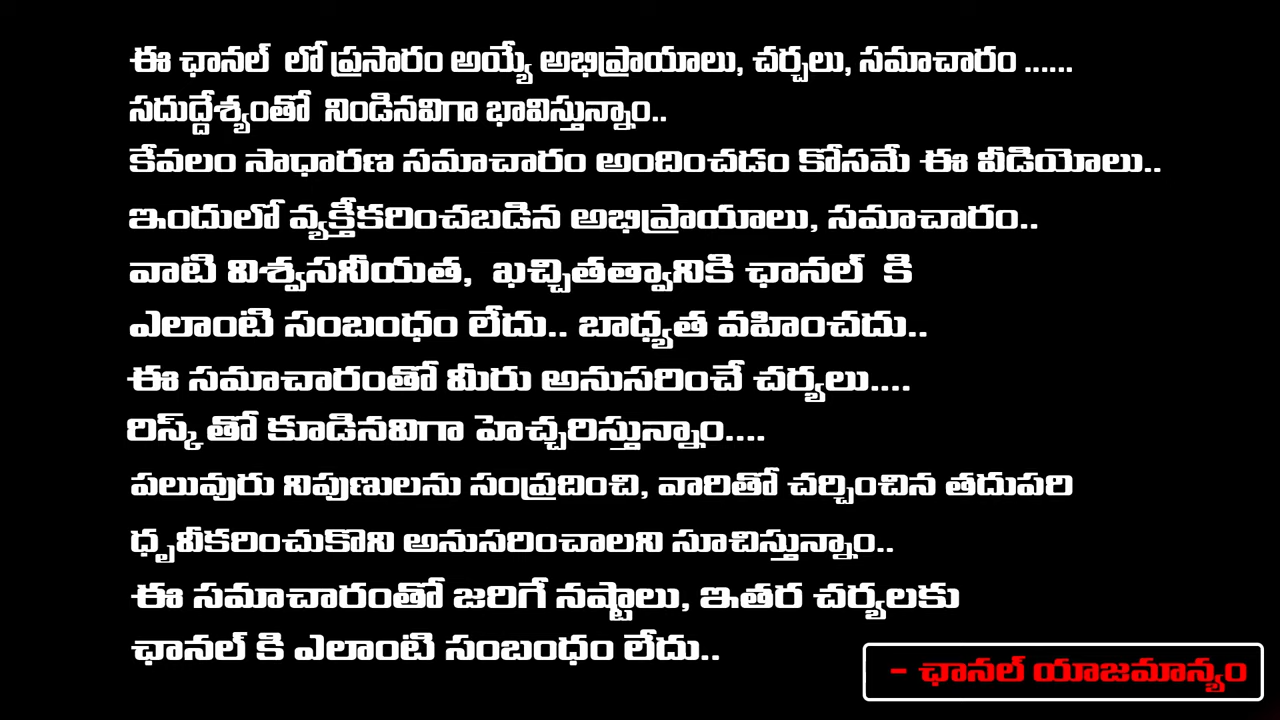 ఈ ఛానల్ లో ప్రసారం అయ్యే అభిప్రాయాలు, చర్చలు, సమాచారం ......
సదుద్దేశ్యంతో నిండినవిగా భావిస్తున్నాం..
కేవలం సాధారణ సమాచారం అందించడం కోసమే ఈ వీడియోలు..
ఇందులో వ్యక్తీకరించబడిన అభిప్రాయాలు, సమాచారం..
వాటి విశ్వసనీయత, ఖచ్చితత్వానికి ఛానల్ కి
ఎలాంటి సంబంధం లేదు.. బాధ్యత వహించదు..
ఈ సమాచారంతో మీరు అనుసరించే చర్యలు....
రిస్క్ తో కూడినవిగా హెచ్చరిస్తున్నాం....
పలువురు నిపుణులను సంప్రదించి, వారితో చర్చించిన తదుపరి
ధృవీకరించుకొని అనుసరించాలని సూచిస్తున్నాం..
ఈ సమాచారంతో జరిగే నష్టాలు, ఇతర చర్యలకు
ఛానల్ కి ఎలాంటి సంబంధం లేదు..
- ఛానల్ యాజమాన్యం